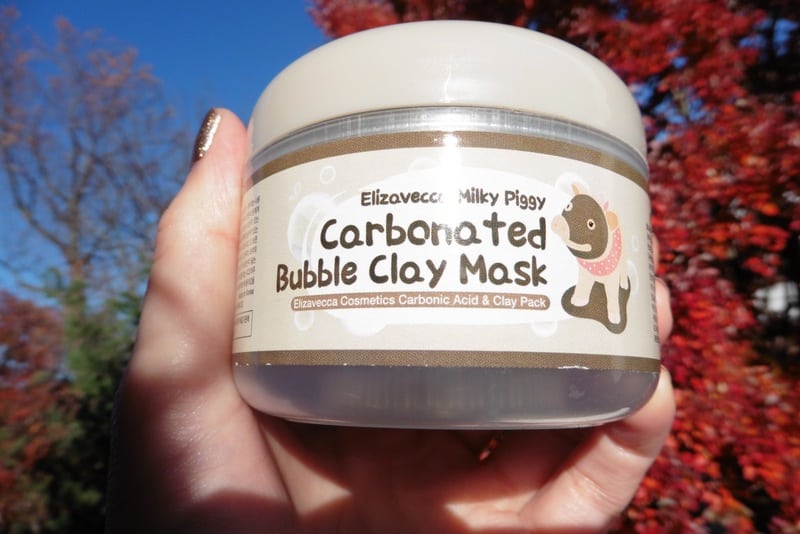 Elizavecca Milky Piggy
Carbonated
Bubble Clay Mask
Elizavecca Cosmetics Carbonic Acid & Clay Pack